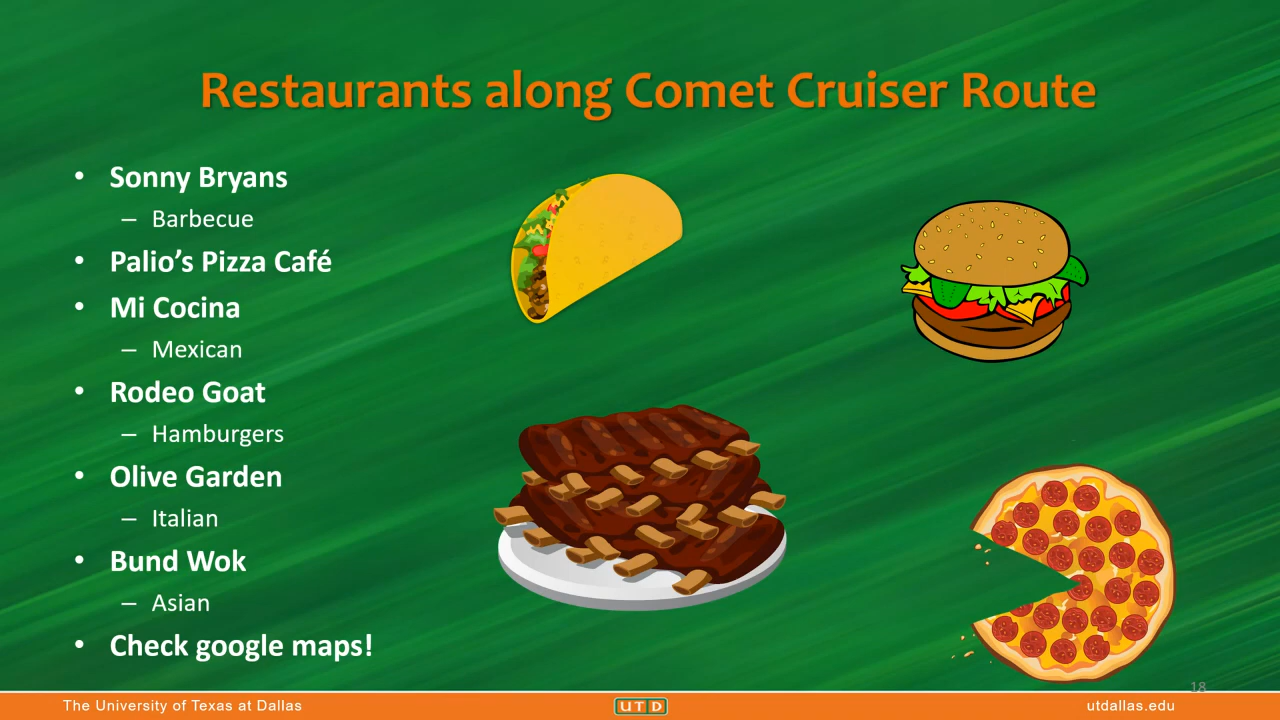 Restaurants along Comet Cruiser Route
• Sonny Bryans
– Barbecue
• Palio’s Pizza Café
• Mi Cocina
– Mexican
• Rodeo Goat
– Hamburgers
• Olive Garden
– Italian
• Bund Wok
– Asian
• Check google maps!
18
The University of Texas at Dallas
UTD
utdallas.edu